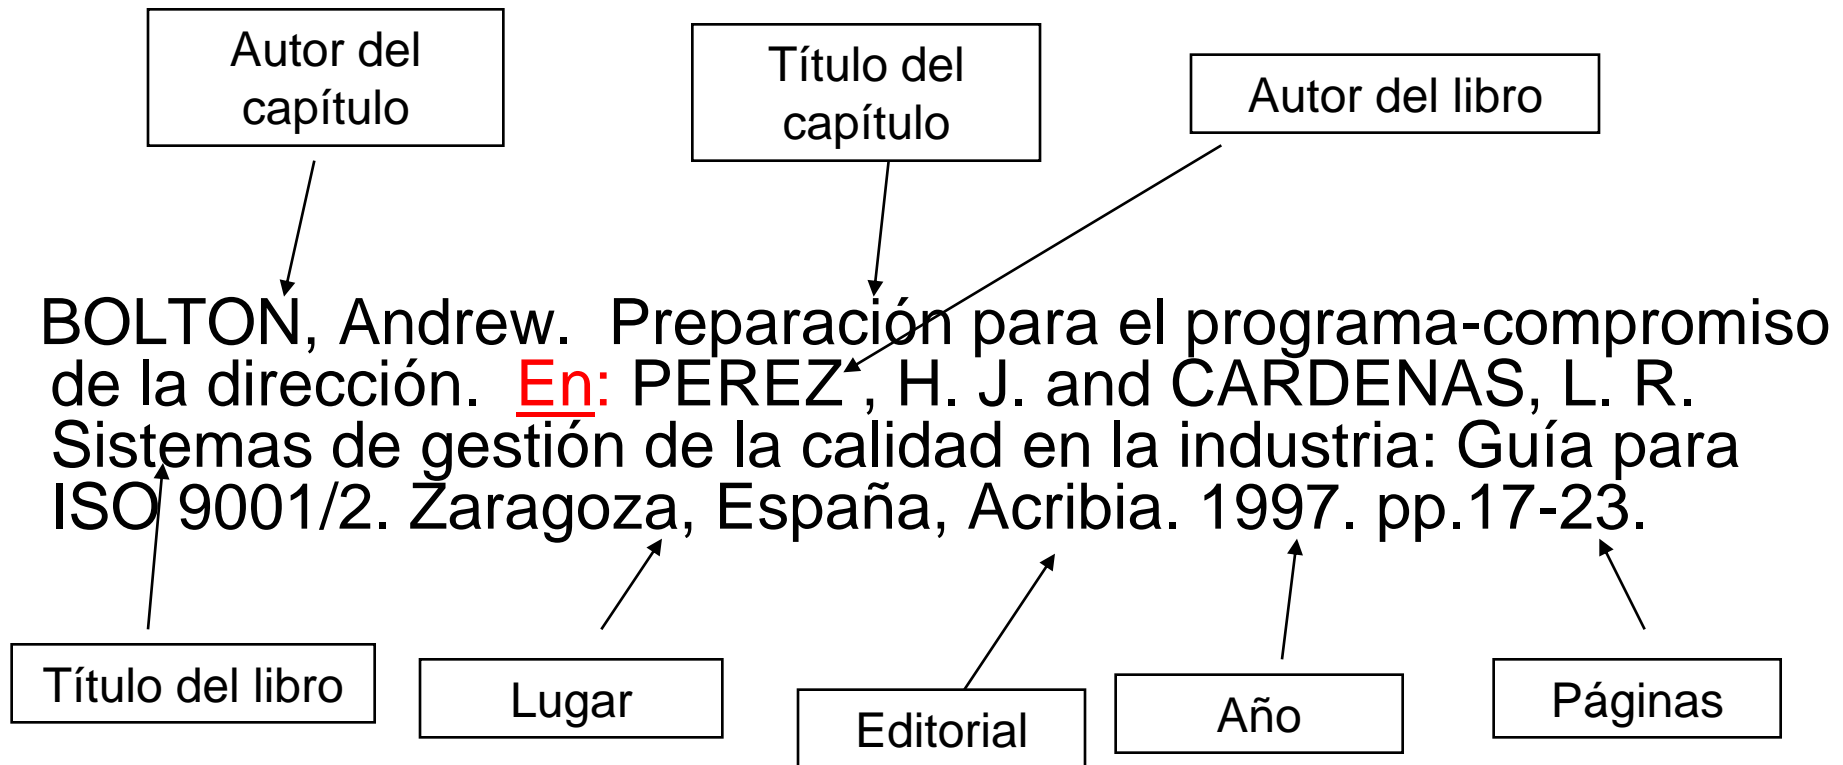 Autor del
capítulo
Título del
capítulo
Autor del libro
BOLTON, Andrew. Preparación para el programa-compromiso
de la dirección. En: PEREZ , H. J. and CARDENAS, L. R.
Sistemas de gestión de la calidad en la industria: Guía para
ISO 9001/2. Zaragoza, España, Acribia. 1997. pp.17-23.
Título del libro
Lugar
Editorial
Año
Páginas